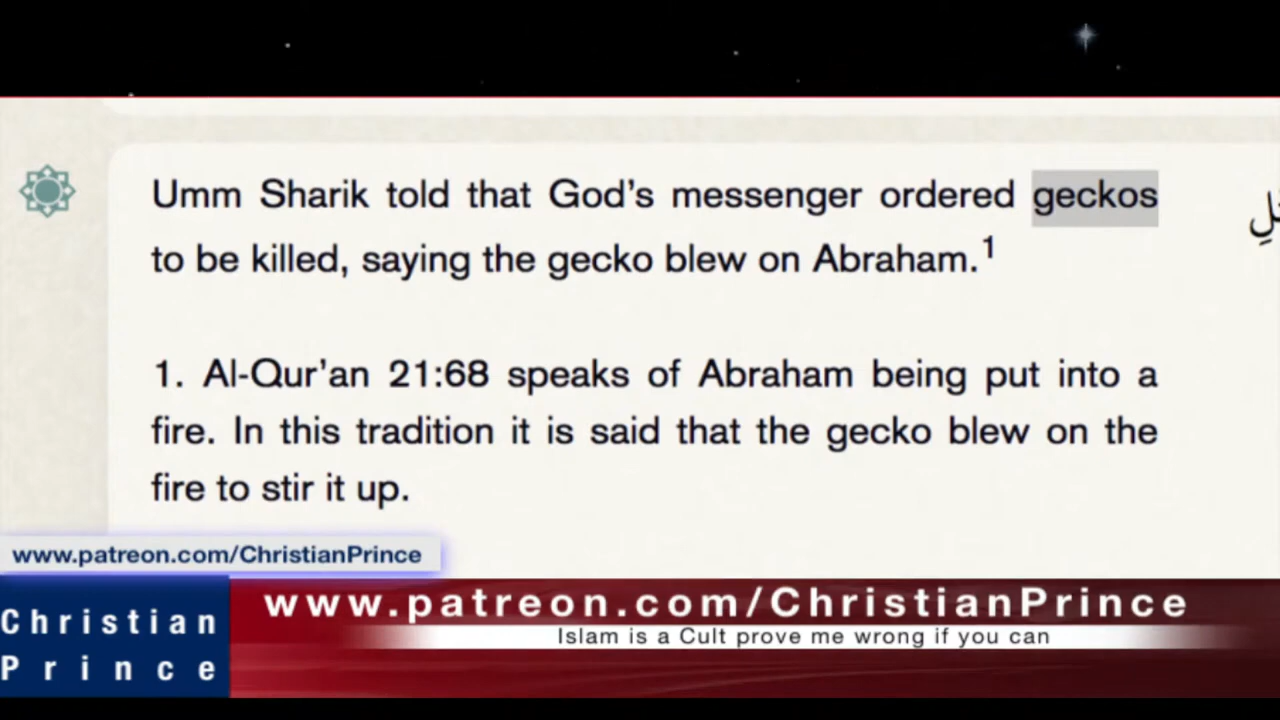 Umm Sharik told that God's messenger ordered geckos
to be killed, saying the gecko blew on Abraham.1
1. Al-Qur'an 21:68 speaks of Abraham being put into a
fire. In this tradition it is said that the gecko blew on the
fire to stir it up.
www.patreon.com/ChristianPrince
Christian
Prince
www.patreon.com/ChristianPrince
Islam is a Cult prove me wrong if you can